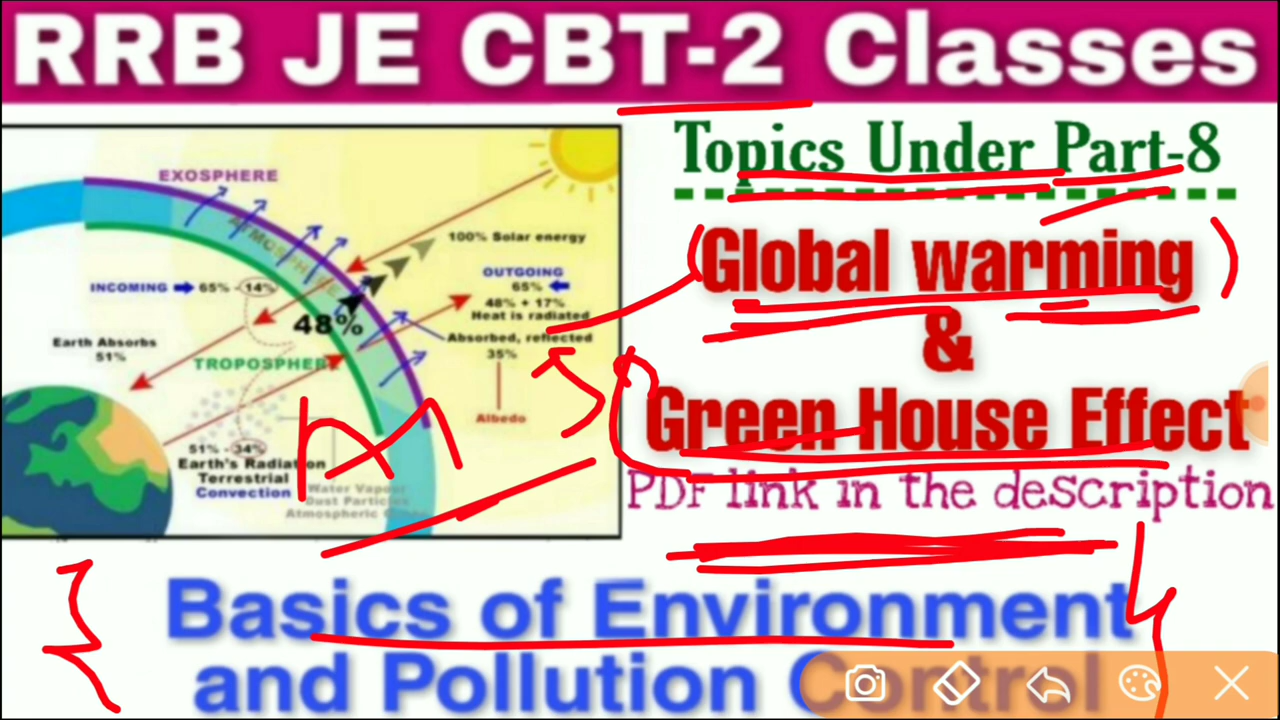 RRB JE CBT-2 Classes
Topics Under Part-8
Global warming
&
Green House Effect
PDF link in the description
EXOSPHERE
ATMOSPHERE
100% Solar energy
INCOMING 65% - 14%
OUTGOING
65%
48% + 17%
Heat is radiated
48%
Absorbed, reflected
35%
Earth Absorbs
51%
TROPOSPHERE
Albedo
51% - 34%
Earth's Radiation
Terrestrial
Convection
Water Vapour
Dust Particles
Atmospheric
Basics of Environment
and Pollution Control